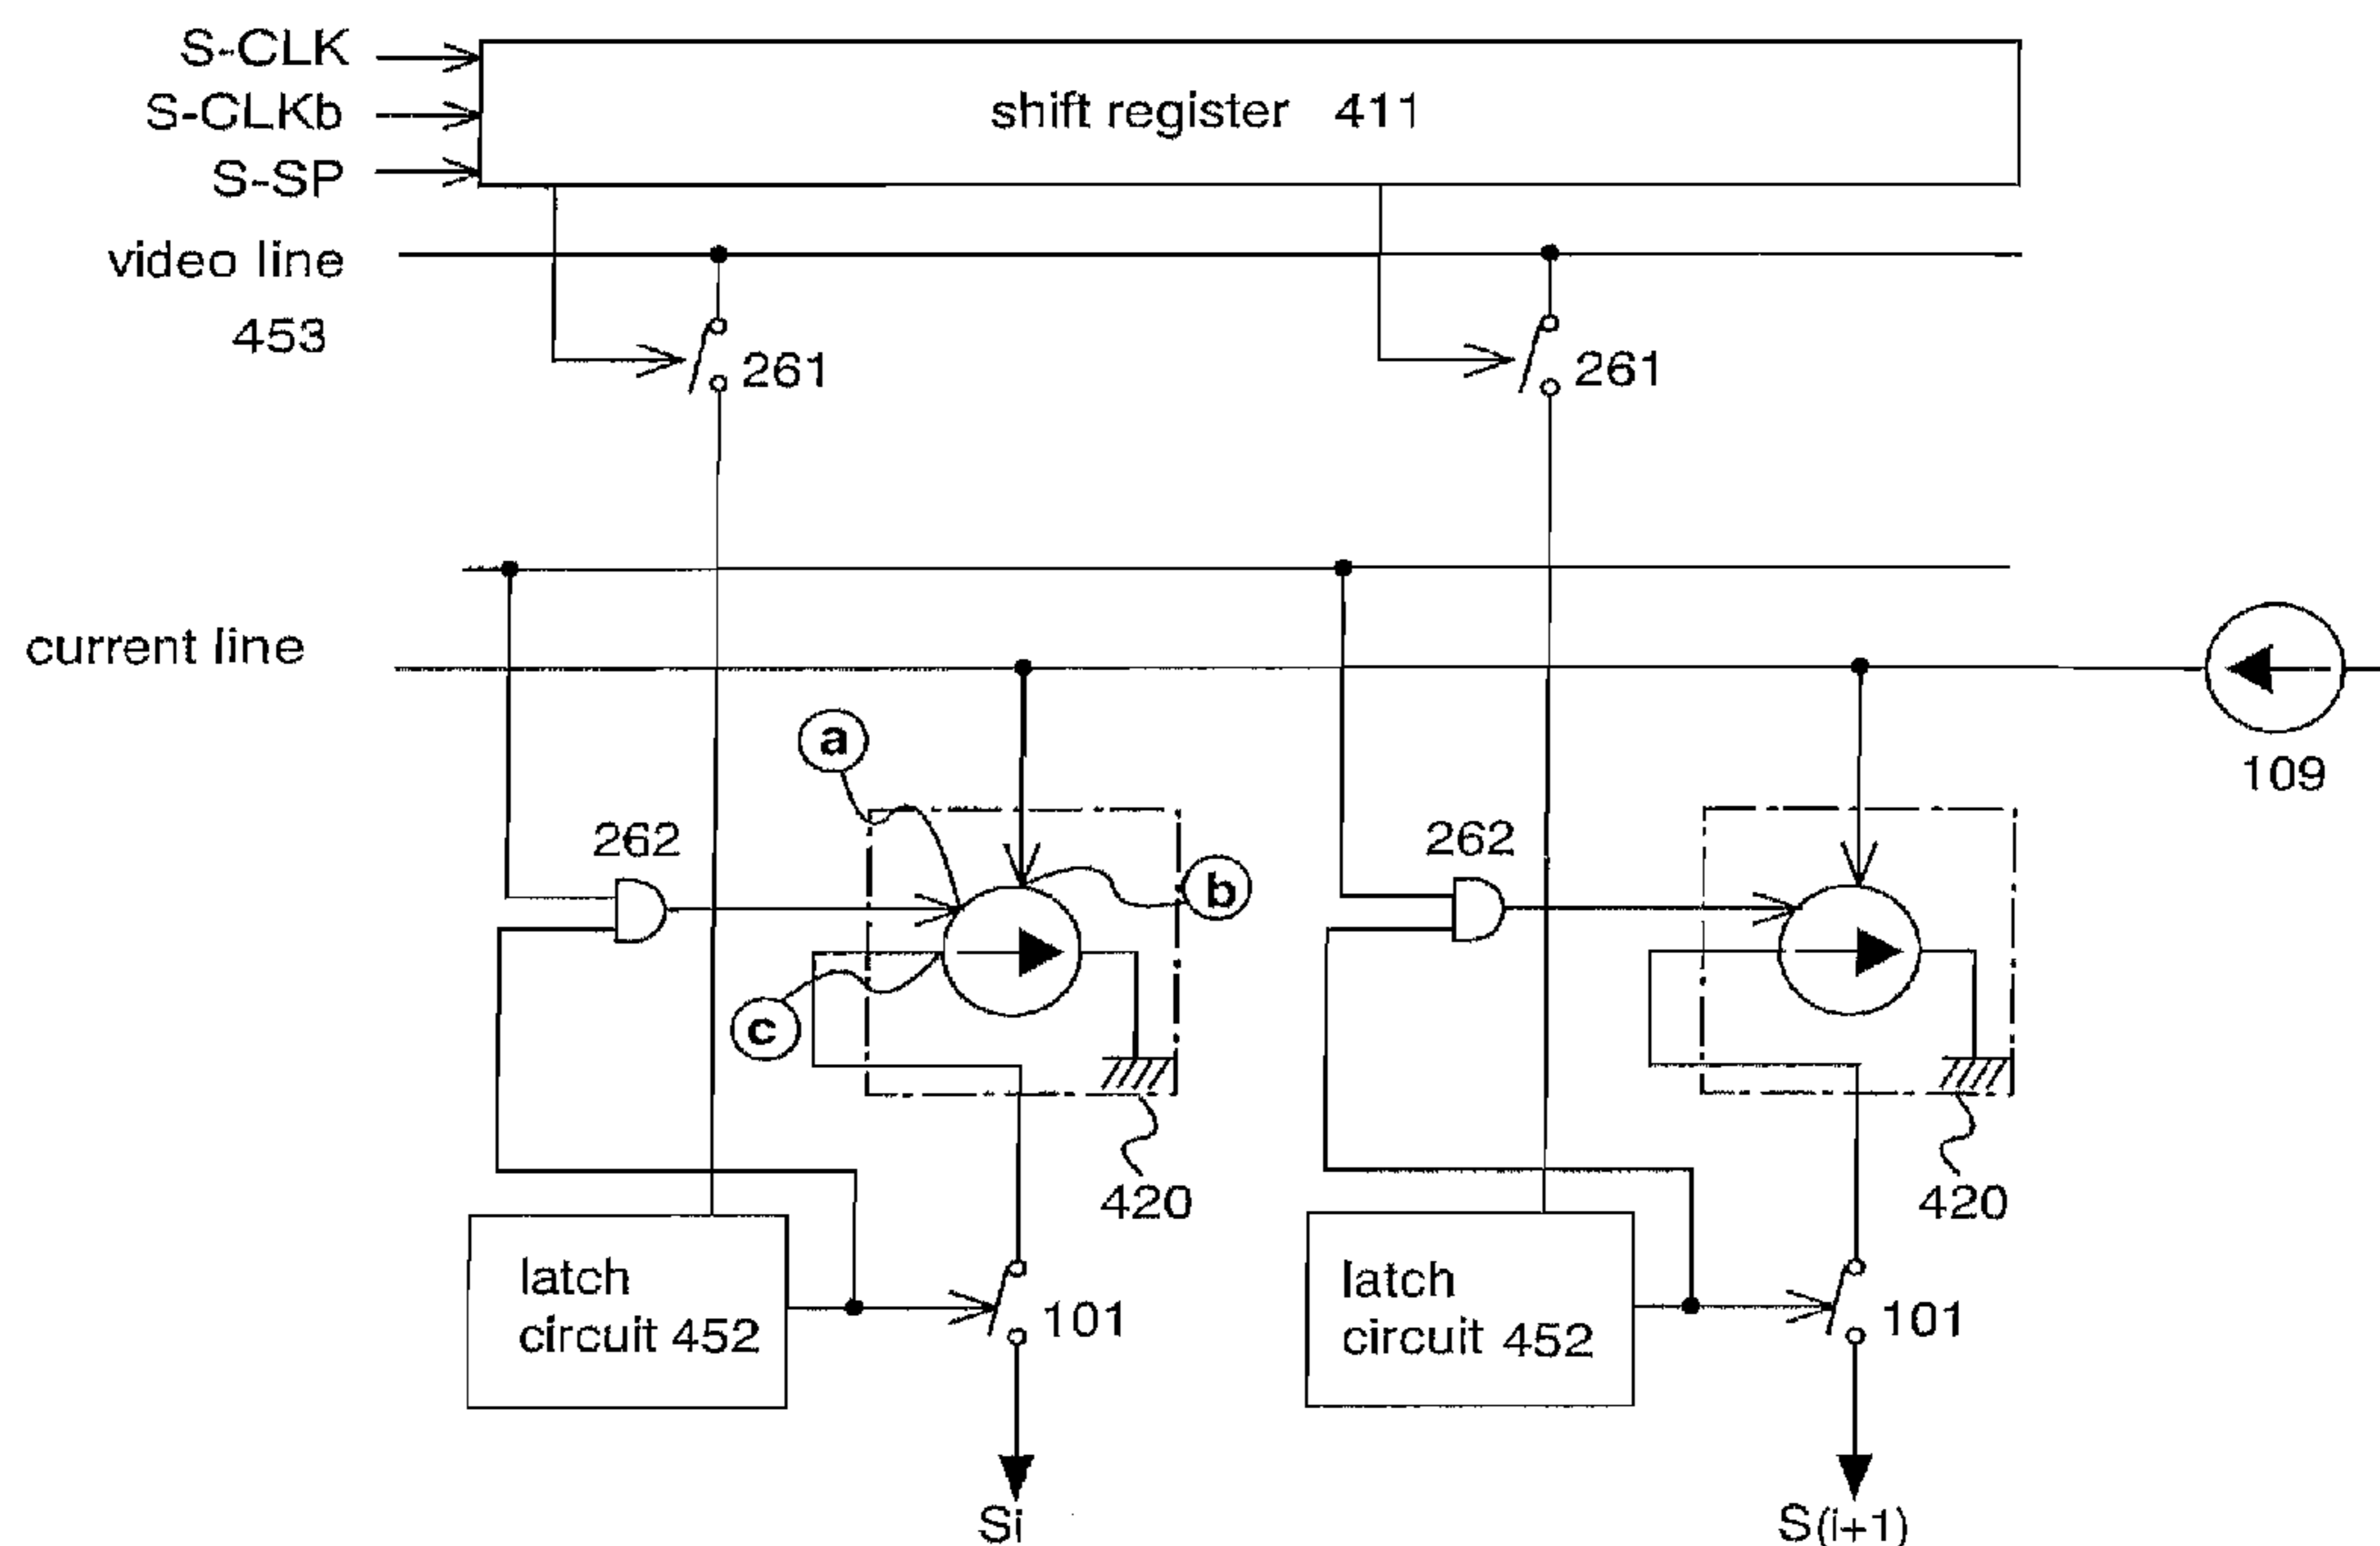 S-CLK
S-CLKb
S-SP
shift register 411
video line
453
261
261
current line
109
a
262
b
262
c
420
420
latch
circuit 452
101
latch
circuit 452
101
Si
S(i+1)